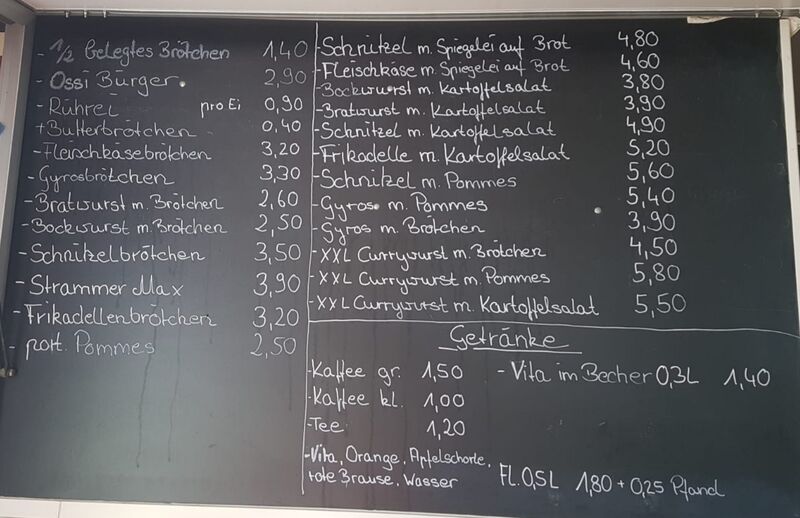 - 1/2 belegtes Brötchen 1,40
- Ossi Bürger 2,90
- Rührei pro Ei 0,90
+ Butterbrötchen 0,40
- Fleischkäsebrötchen 3,20
- Gyrosbrötchen 3,30
- Bratwurst m. Brötchen 2,60
- Bockwurst m. Brötchen 2,50
- Schnitzelbrötchen 3,50
- Strammer Max 3,90
- Frikadellenbrötchen 3,20
- port. Pommes 2,50
- Schnitzel m. Spiegelei auf Brot 4,80
- Fleischkäse m. Spiegelei auf Brot 4,60
- Bockwurst m. Kartoffelsalat 3,80
- Bratwurst m. Kartoffelsalat 3,90
- Schnitzel m. Kartoffelsalat 4,90
- Frikadelle m. Kartoffelsalat 5,20
- Schnitzel m. Pommes 5,60
- Gyros m. Pommes 5,40
- Gyros m. Brötchen 3,90
- XXL Currywurst m. Brötchen 4,50
- XXL Currywurst m. Pommes 5,80
- XXL Currywurst m. Kartoffelsalat 5,50
Getränke
- Kaffee gr. 1,50 - Vita im Becher 0,3L 1,40
- Kaffee kl. 1,00
- Tee 1,20
- Vita, Orange, Apfelschorle,
rote Brause, Wasser Fl. 0,5L 1,80 + 0,25 Pfand